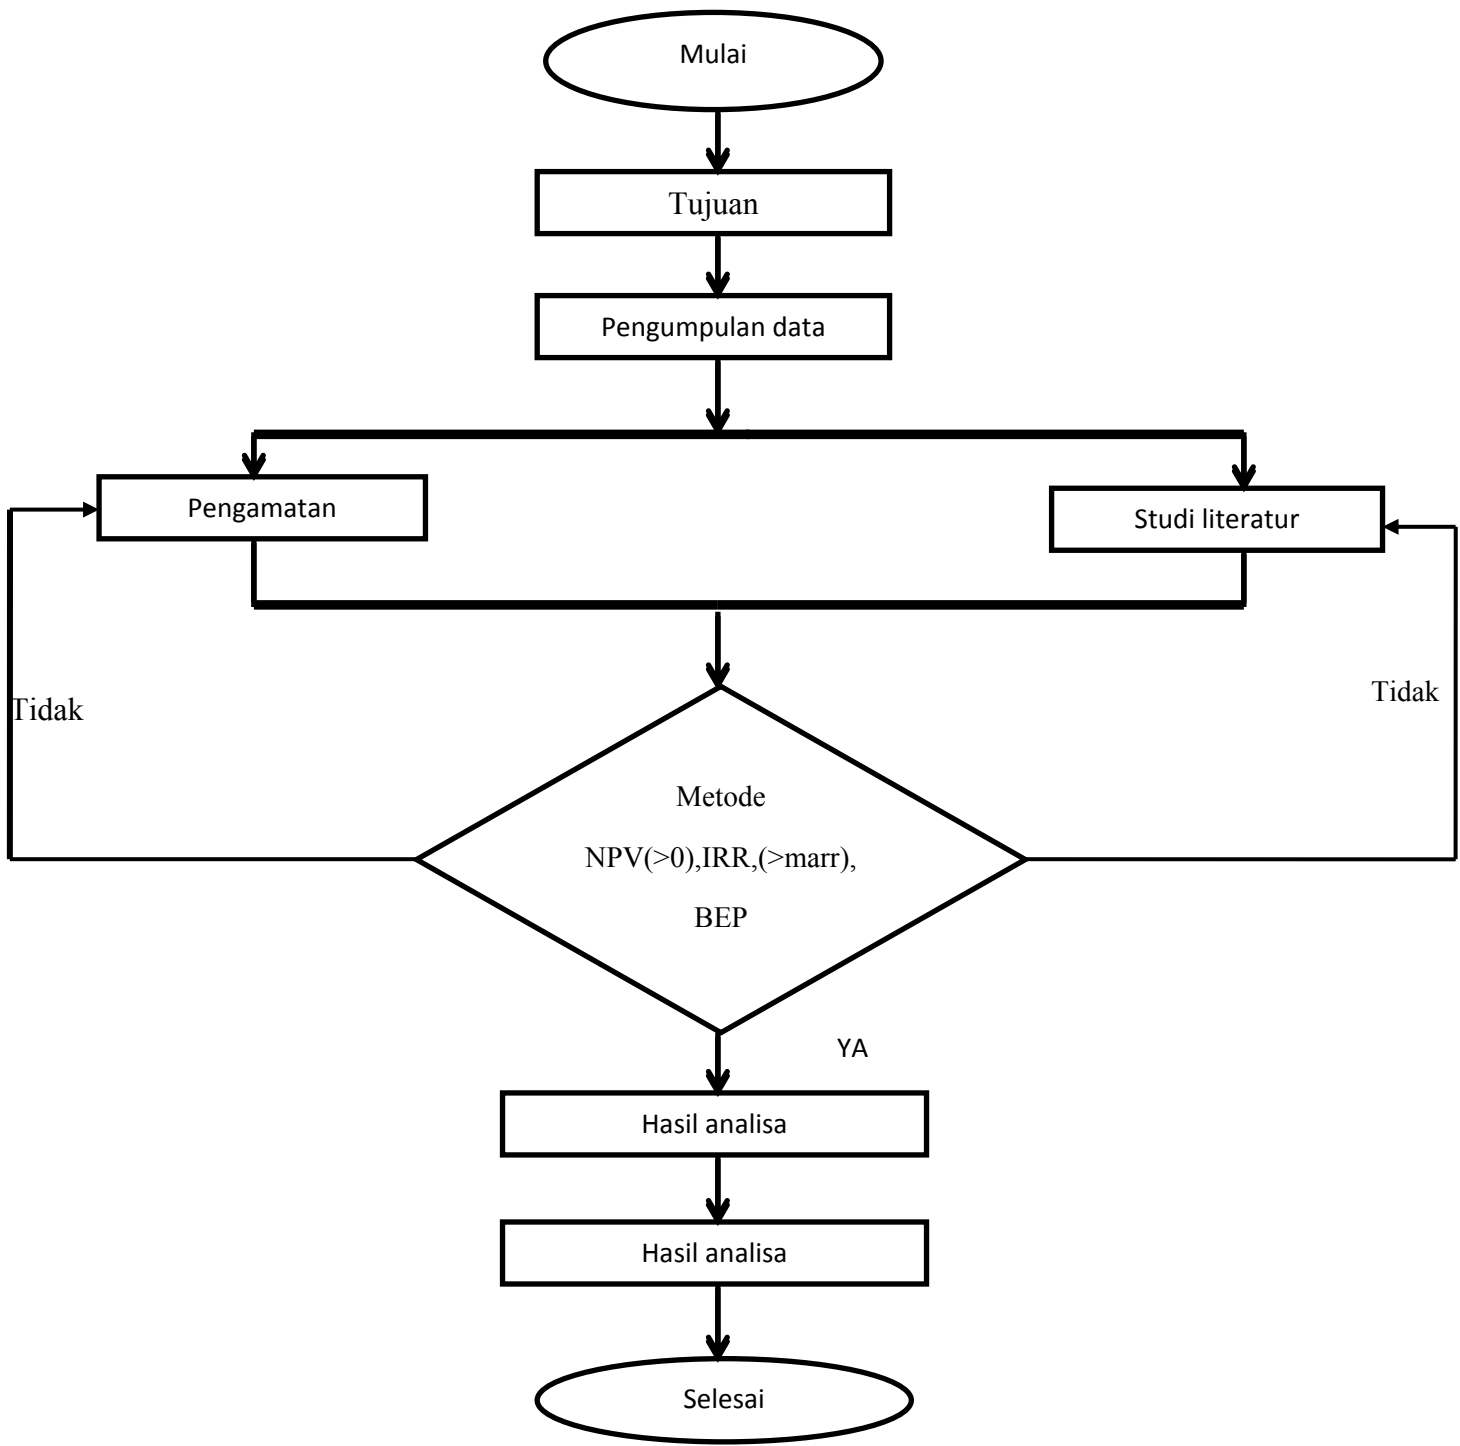 Mulai
Tujuan
Pengumpulan data
Pengamatan
Studi literatur
Tidak
Tidak
Metode
NPV(>0),IRR,(>marr),
BEP
YA
Hasil analisa
Hasil analisa
Selesai